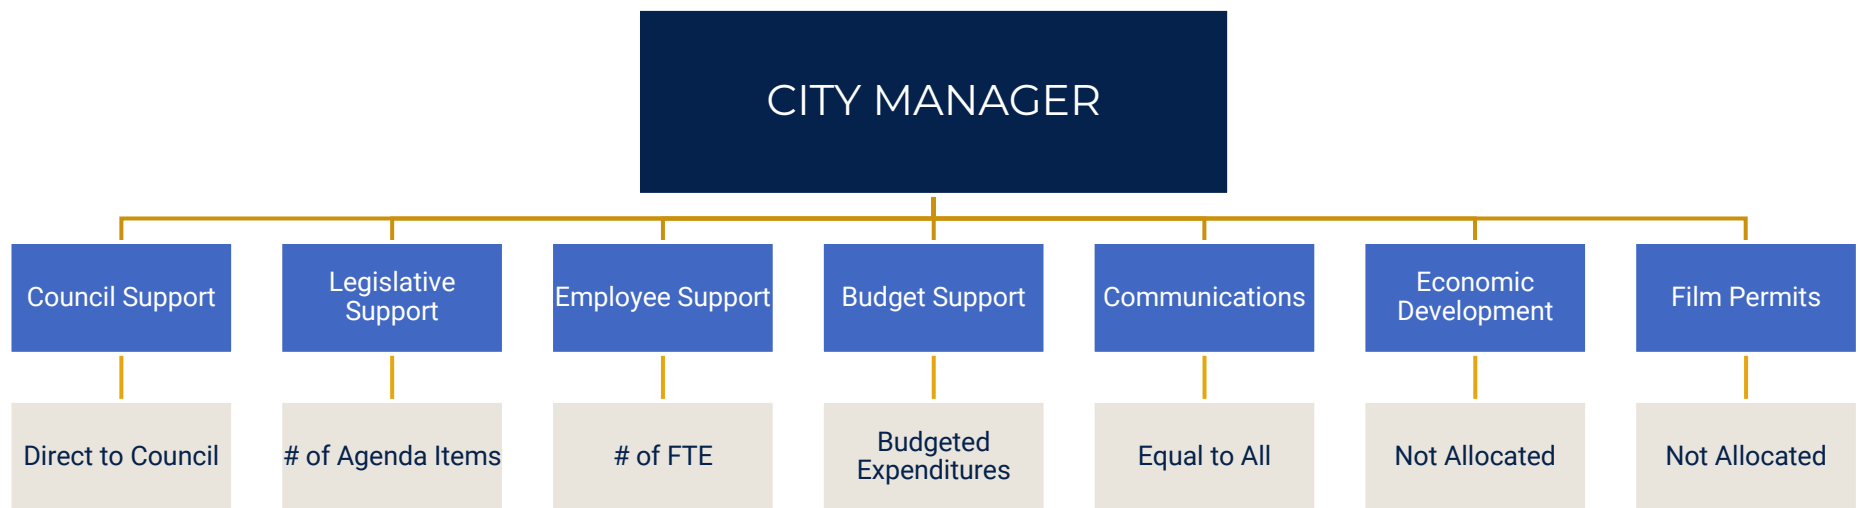 CITY MANAGER
Council Support
Legislative
Support
Employee Support
Budget Support
Communications
Economic
Development
Film Permits
Direct to Council
# of Agenda Items
# of FTE
Budgeted
Expenditures
Equal to All
Not Allocated
Not Allocated